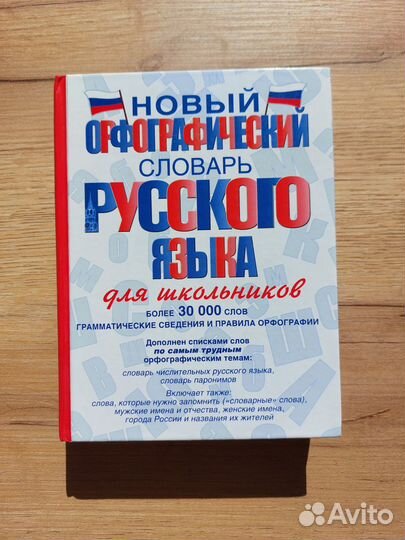 НОВЫЙ
ОРФОГРАФИЧЕСКИЙ
СЛОВАРЬ
РУССКОГО
ЯЗЫКА
для школьников
БОЛЕЕ 30 000 СЛОВ
ГРАММАТИЧЕСКИЕ СВЕДЕНИЯ И ПРАВИЛА ОРФОГРАФИИ
Дополнен списками слов
по самым трудным
орфографическим темам:
словарь числительных русского языка,
словарь паронимов
Включает также:
слова, которые нужно запомнить («словарные» слова),
мужские имена и отчества, женские имена,
города России и названия их жителей
Avito